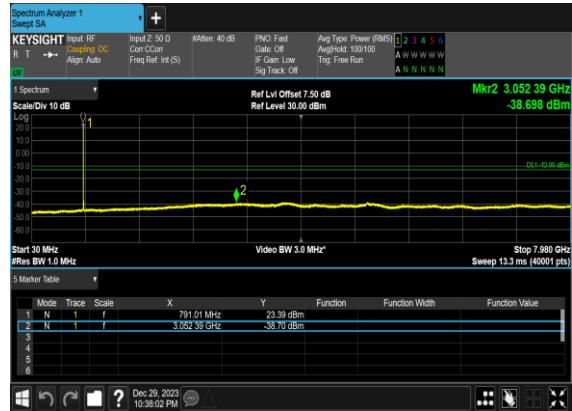 Spectrum Analyzer 1
Swept SA
+
KEYSIGHT Input: RF Input Z: 50 Ω #Atten: 40 dB PNO: Fast Avg Type: Power (RMS) 1 2 3 4 5 6
R T Coupling: DC Corr CCorr Gate: Off Avg|Hold: 100/100 A W W W W W
Align: Auto Freq Ref: Int (S) IF Gain: Low Trig: Free Run
LW Sig Track: Off A N N N N N
1 Spectrum Ref Lvl Offset 7.50 dB Mkr2 3.052 39 GHz
Scale/Div 10 dB Ref Level 30.00 dBm -38.698 dBm
Log
20.0 1
10.0
0.00
-10.0 DL1 -13.00 dBm
-20.0
-30.0 2
-40.0
-50.0
-60.0
Start 30 MHz Video BW 3.0 MHz* Stop 7.980 GHz
#Res BW 1.0 MHz Sweep 13.3 ms (40001 pts)
5 Marker Table
Mode Trace Scale X Y Function Function Width Function Value
1 N 1 f 791.01 MHz 23.39 dBm
2 N 1 f 3.052 39 GHz -38.70 dBm
3
4
5
6
? Dec 29, 2023
10:38:02 PM